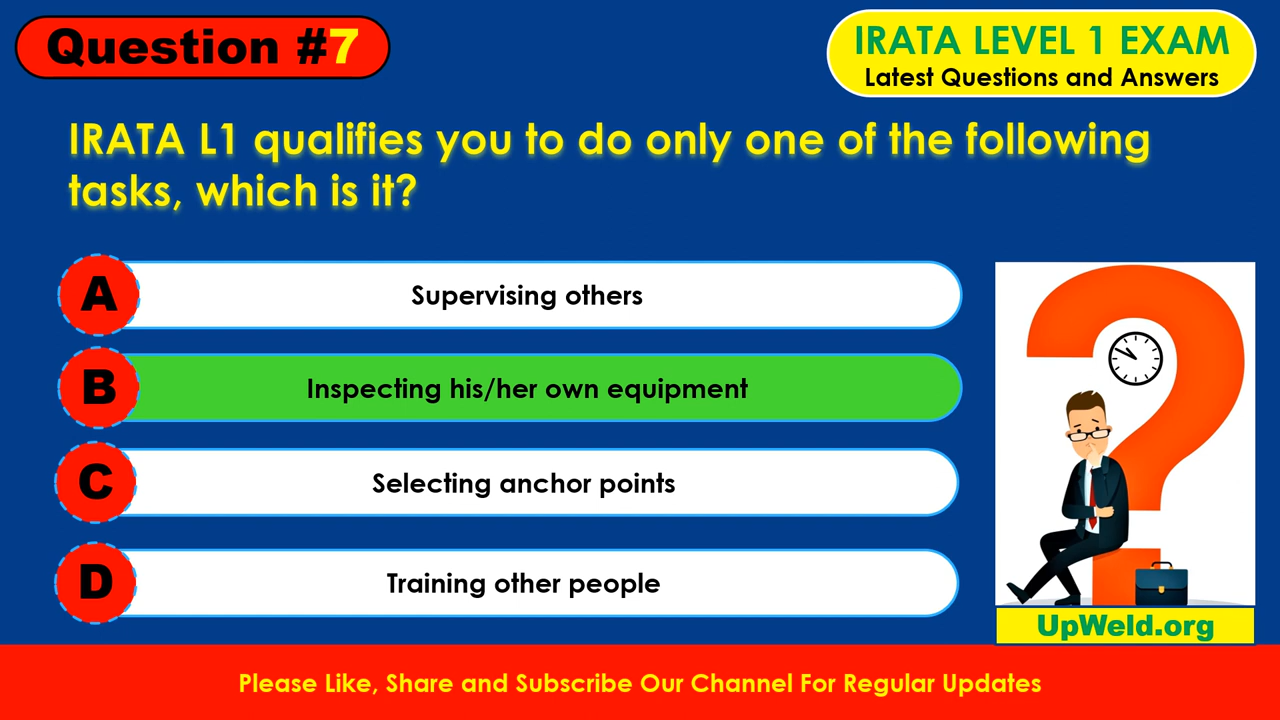 Question #7
IRATA LEVEL 1 EXAM
Latest Questions and Answers
IRATA L1 qualifies you to do only one of the following
tasks, which is it?
A
Supervising others
B
Inspecting his/her own equipment
C
Selecting anchor points
D
Training other people
UpWeld.org
Please Like, Share and Subscribe Our Channel For Regular Updates